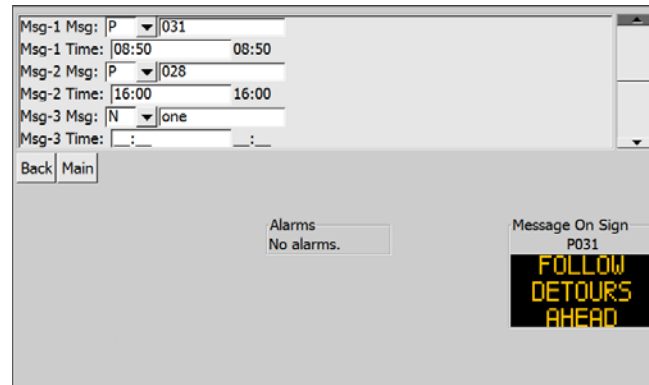 Msg-1 Msg: P 031
Msg-1 Time: 08:50 08:50
Msg-2 Msg: P 028
Msg-2 Time: 16:00 16:00
Msg-3 Msg: N one
Msg-3 Time: __:__ __:__
Back Main
Alarms
No alarms.
Message On Sign
P031
FOLLOW
DETOURS
AHEAD